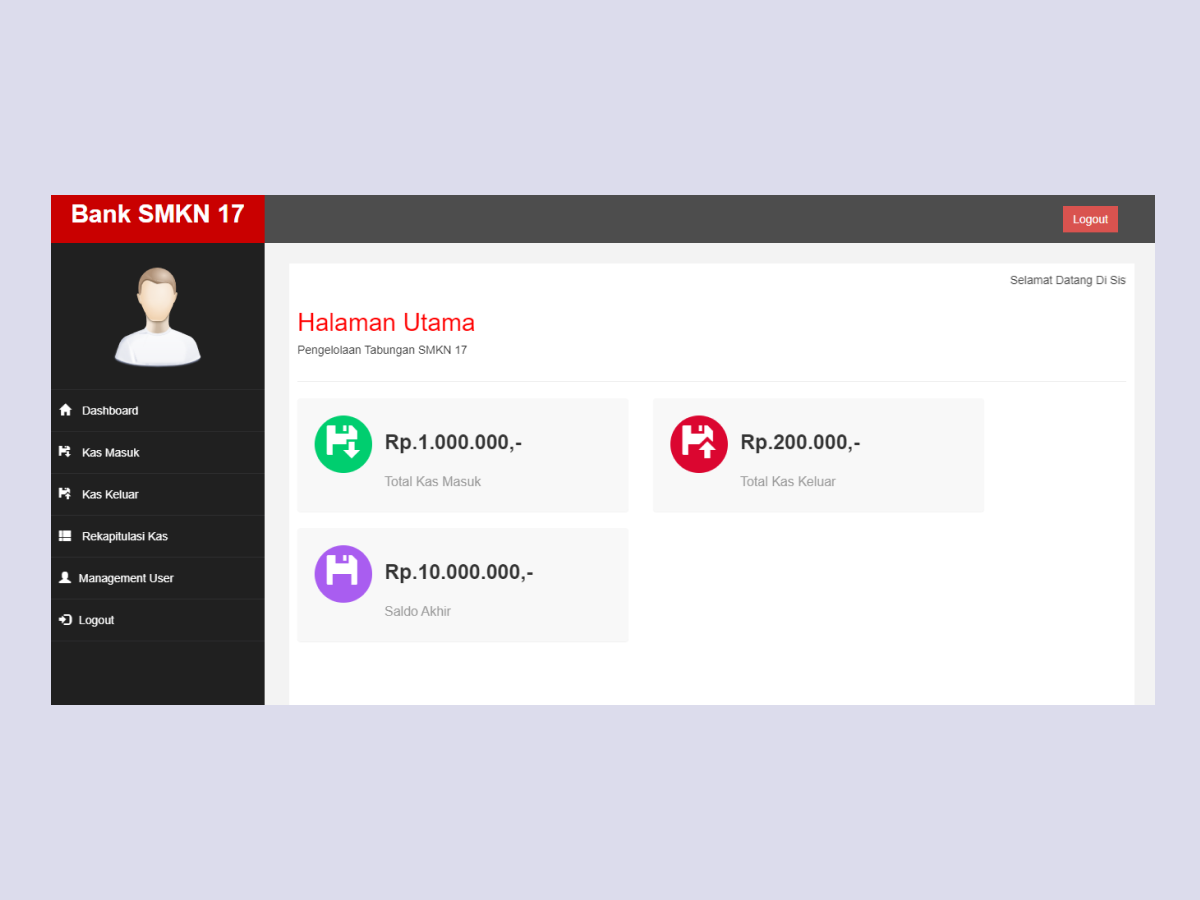 Bank SMKN 17
Logout
Selamat Datang Di Sis
Halaman Utama
Pengelolaan Tabungan SMKN 17
Dashboard
Kas Masuk
Kas Keluar
Rekapitulasi Kas
Management User
Logout
Rp.1.000.000,-
Total Kas Masuk
Rp.200.000,-
Total Kas Keluar
Rp.10.000.000,-
Saldo Akhir